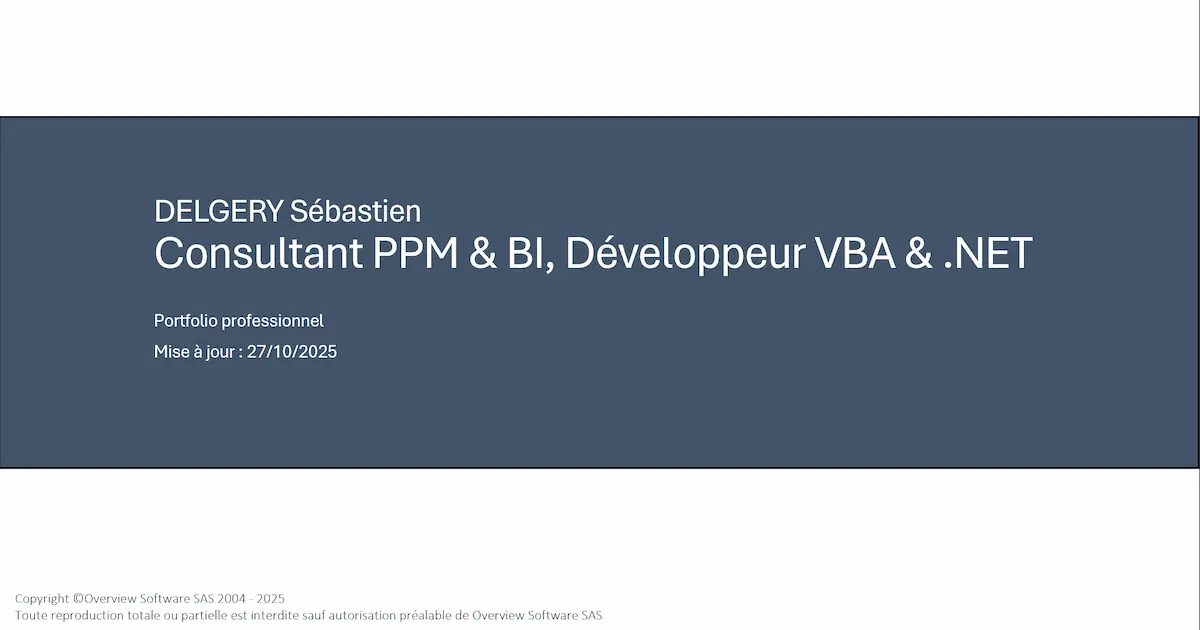 DELGERY Sébastien
Consultant PPM & BI, Développeur VBA & .NET
Portfolio professionnel
Mise à jour : 27/10/2025
Copyright ©Overview Software SAS 2004 - 2025
Toute reproduction totale ou partielle est interdite sauf autorisation préalable de Overview Software SAS